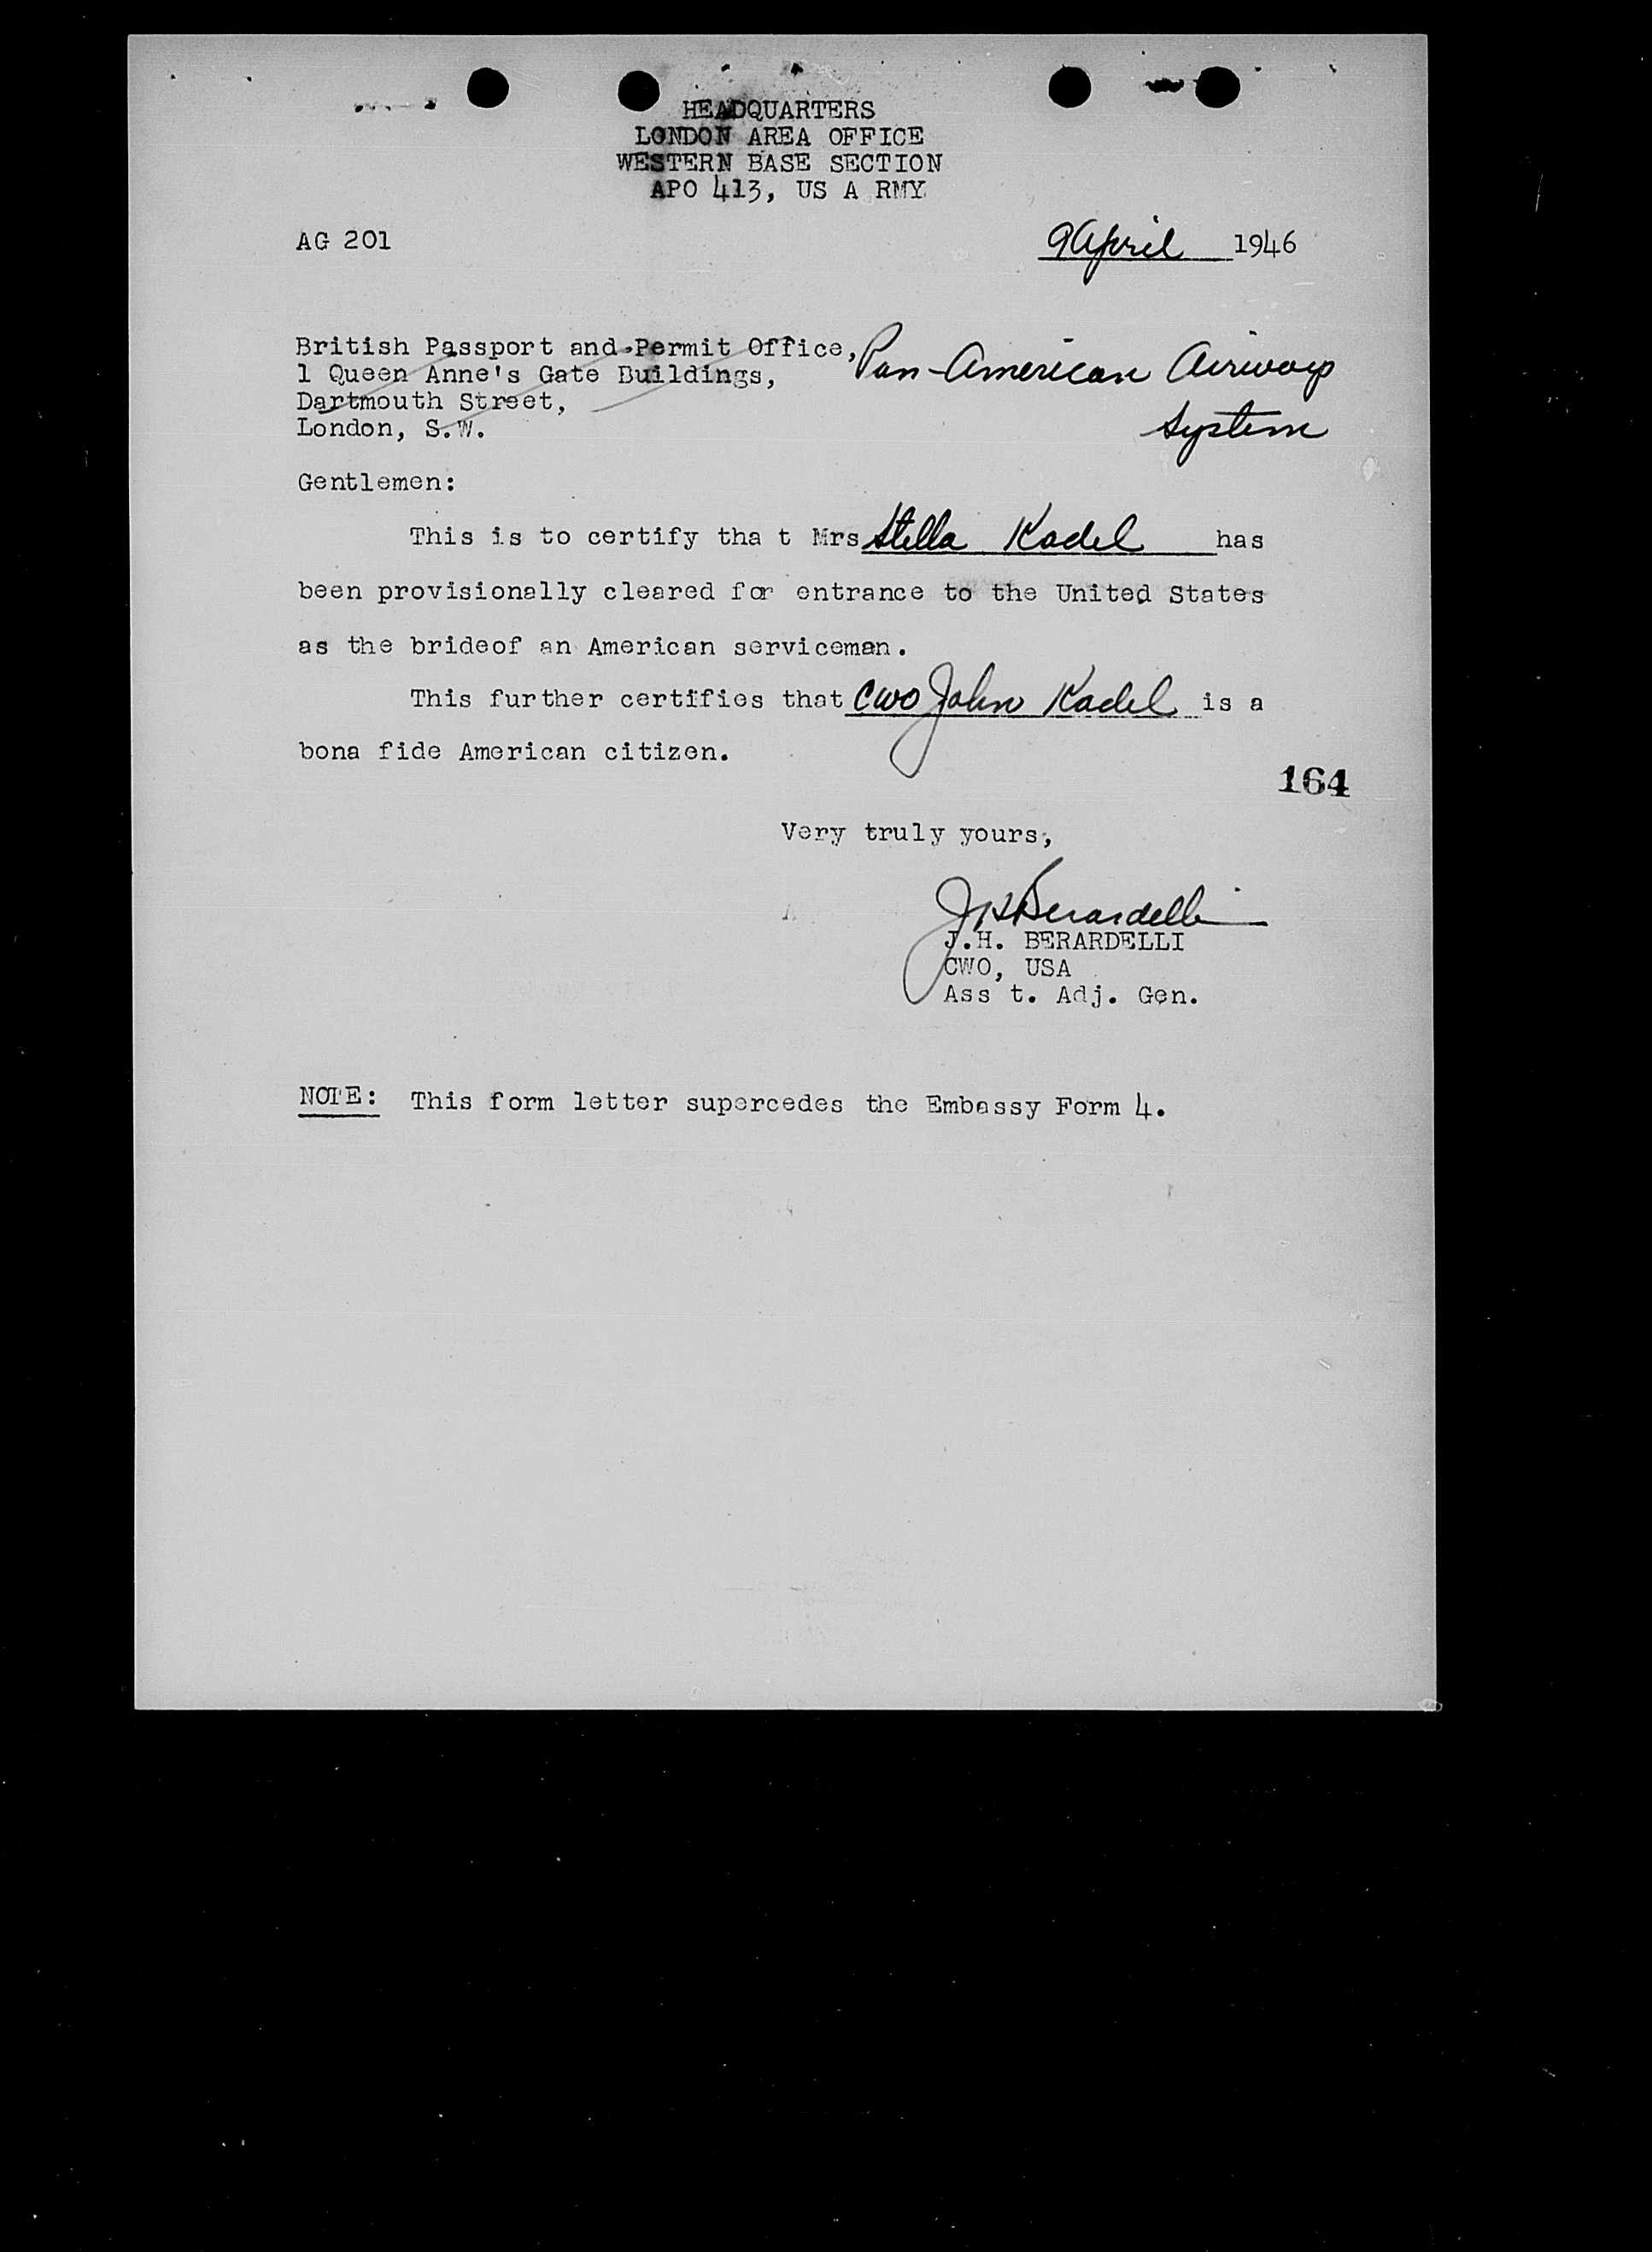 HEADQUARTERS
LONDON AREA OFFICE
WESTERN BASE SECTION
APO 413, US A RMY
AG 201
9 April 1946
British Passport and Permit Office,
1 Queen Anne's Gate Buildings,
Dartmouth Street,
London, S.W.
Pan-American Airways
System
Gentlemen:
This is to certify tha t Mrs Stella Kadel has
been provisionally cleared for entrance to the United States
as the brideof an American serviceman.
This further certifies that CWO John Kadel is a
bona fide American citizen.
164
Very truly yours,
J H Berardelli
J.H. BERARDELLI
CWO, USA
Ass't. Adj. Gen.
NOTE: This form letter supercedes the Embassy Form 4.